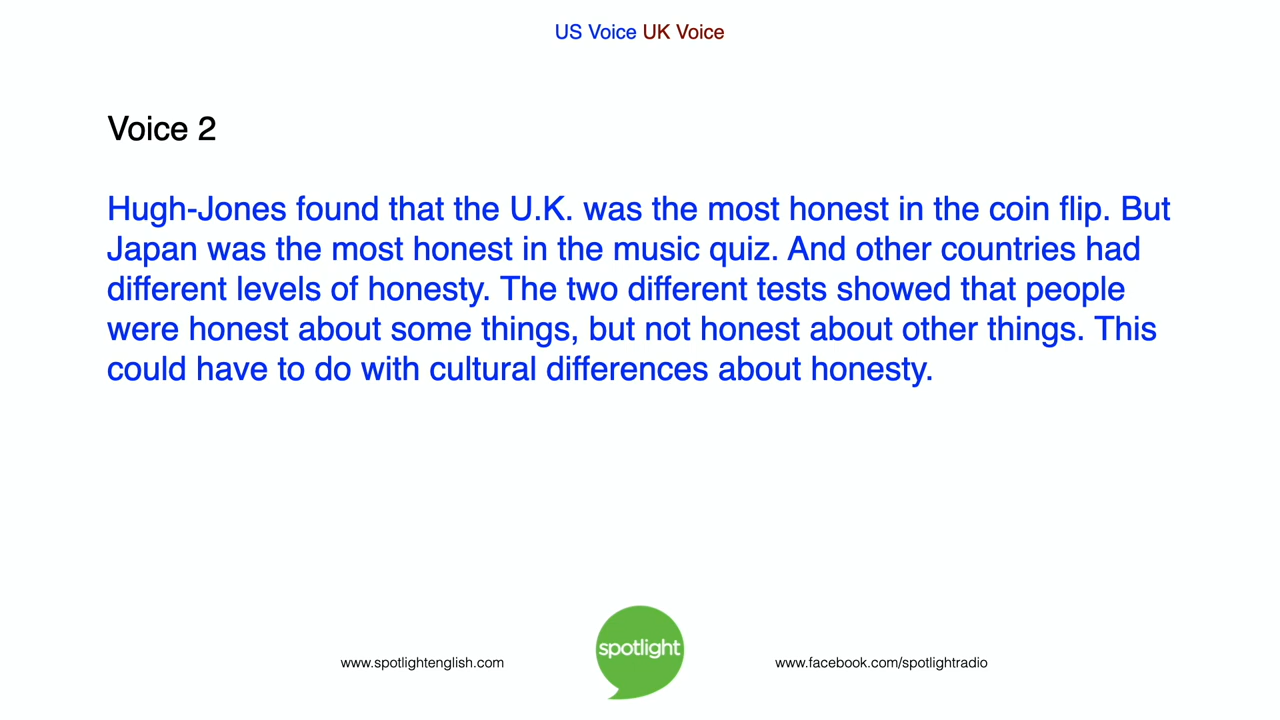 US Voice UK Voice
Voice 2
Hugh-Jones found that the U.K. was the most honest in the coin flip. But
Japan was the most honest in the music quiz. And other countries had
different levels of honesty. The two different tests showed that people
were honest about some things, but not honest about other things. This
could have to do with cultural differences about honesty.
www.spotlightenglish.com
spotlight
www.facebook.com/spotlightradio